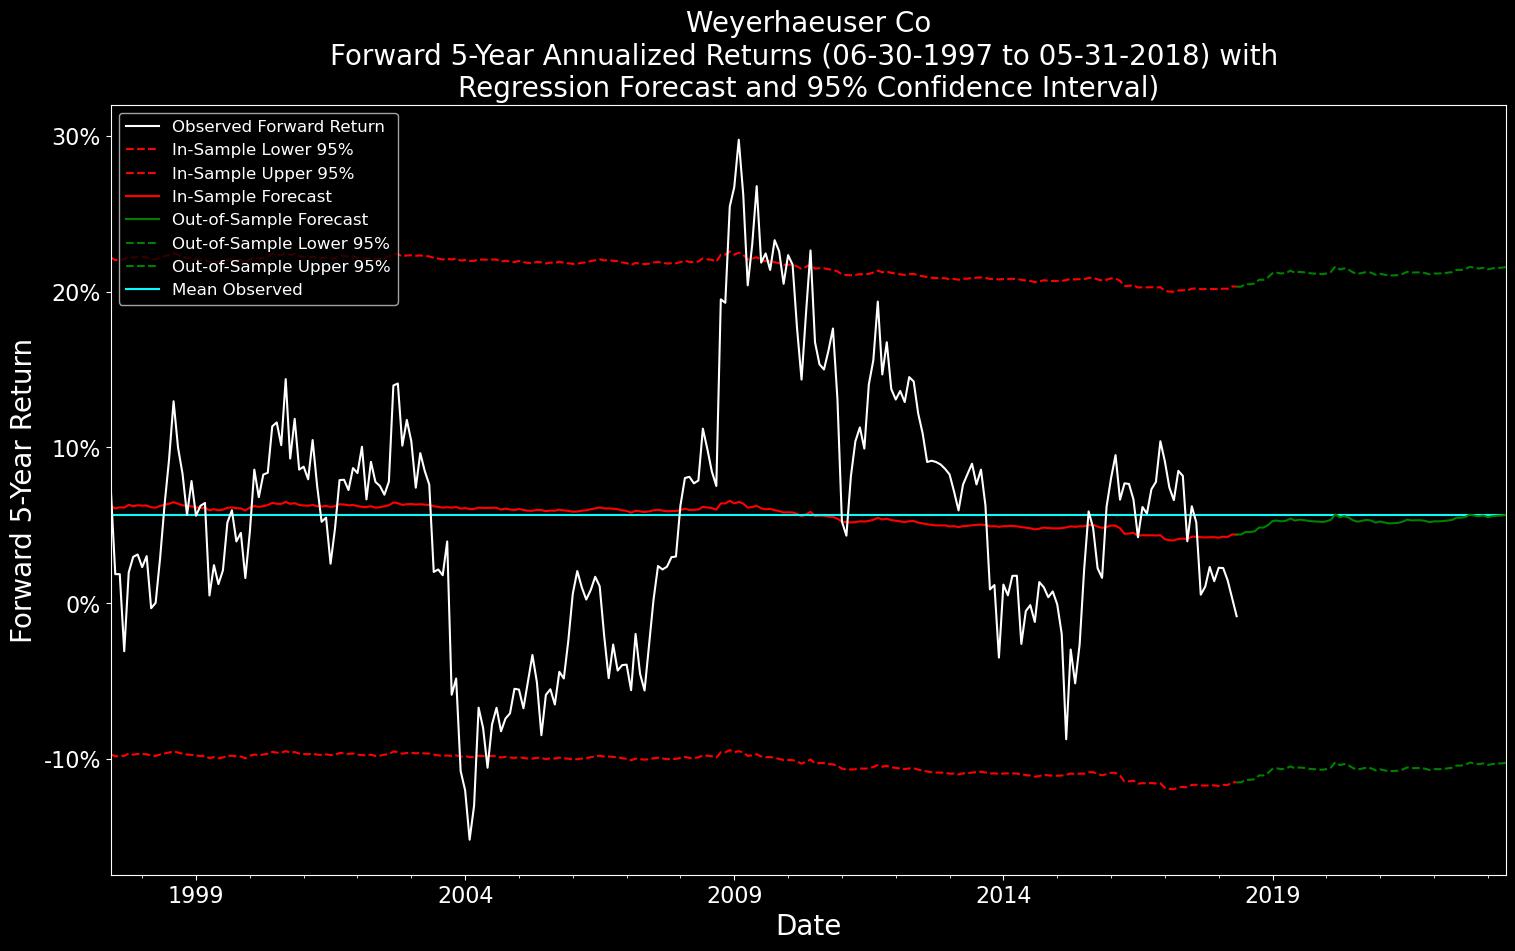 Weyerhaeuser Co
Forward 5-Year Annualized Returns (06-30-1997 to 05-31-2018) with
Regression Forecast and 95% Confidence Interval)
Observed Forward Return
In-Sample Lower 95%
In-Sample Upper 95%
In-Sample Forecast
Out-of-Sample Forecast
Out-of-Sample Lower 95%
Out-of-Sample Upper 95%
Mean Observed
30%
20%
10%
0%
-10%
Forward 5-Year Return
1999
2004
2009
2014
2019
Date